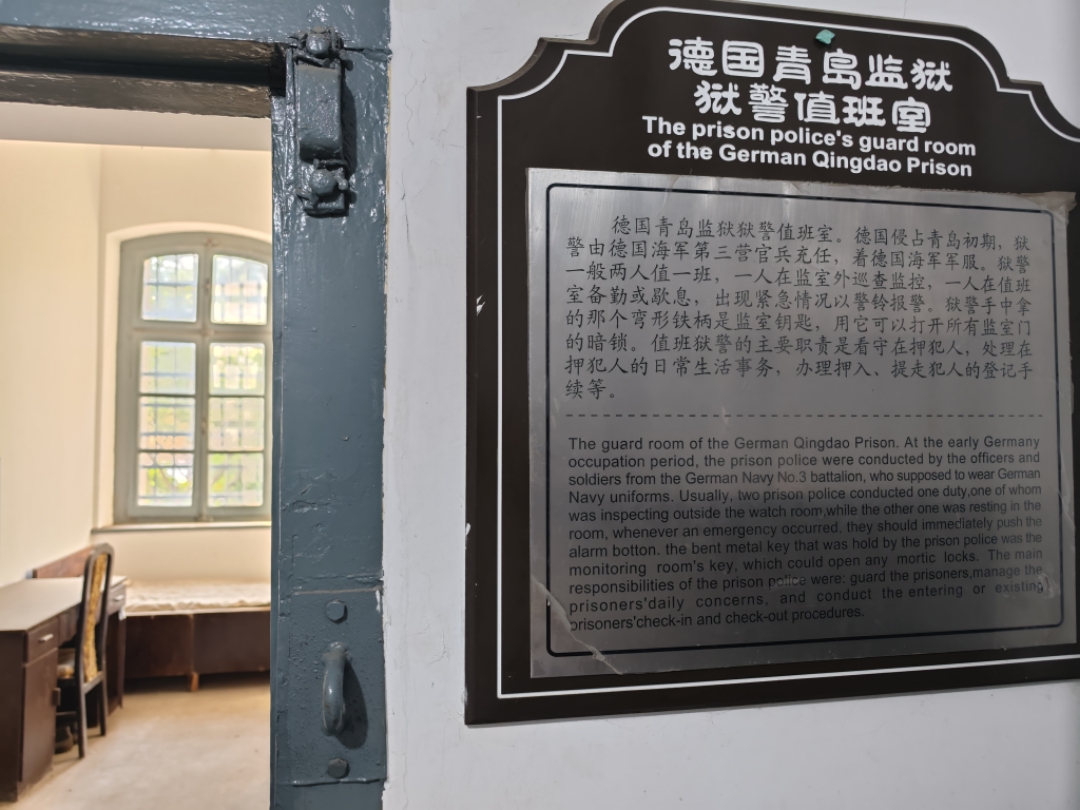 德国青岛监狱
狱警值班室
The prison police's guard room
of the German Qingdao Prison
德国青岛监狱狱警值班室。德国侵占青岛初期，狱
警由德国海军第三营官兵充任，着德国海军军服。狱警
一般两人值一班，一人在监室外巡查监控，一人在值班
室备勤或歇息，出现紧急情况以警铃报警。狱警手中拿
的那个弯形铁柄是监室钥匙，用它可以打开所有监室门
的暗锁。值班狱警的主要职责是看守在押犯人，处理在
押犯人的日常生活事务，办理押入、提走犯人的登记手
续等。
The guard room of the German Qingdao Prison. At the early Germany
occupation period, the prison police were conducted by the officers and
soldiers from the German Navy No.3 battalion, who supposed to wear German
Navy uniforms. Usually, two prison police conducted one duty,one of whom
was inspecting outside the watch room,while the other one was resting in the
room, whenever an emergency occurred, they should immediately push the
alarm botton. the bent metal key that was hold by the prison police was the
monitoring room's key, which could open any mortic locks. The main
responsibilities of the prison police were: guard the prisoners,manage the
prisoners'daily concerns, and conduct the entering or existing
prisoners'check-in and check-out procedures.